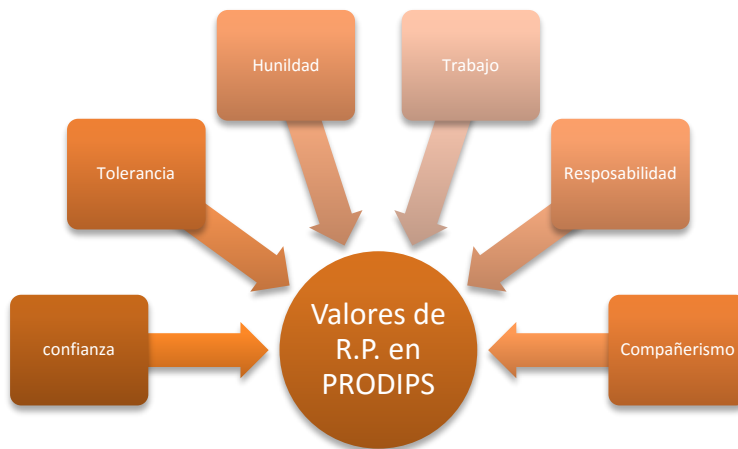 Hunildad
Trabajo
Tolerancia
Resposabilidad
confianza
Valores de
R.P. en
PRODIPS
Compañerismo